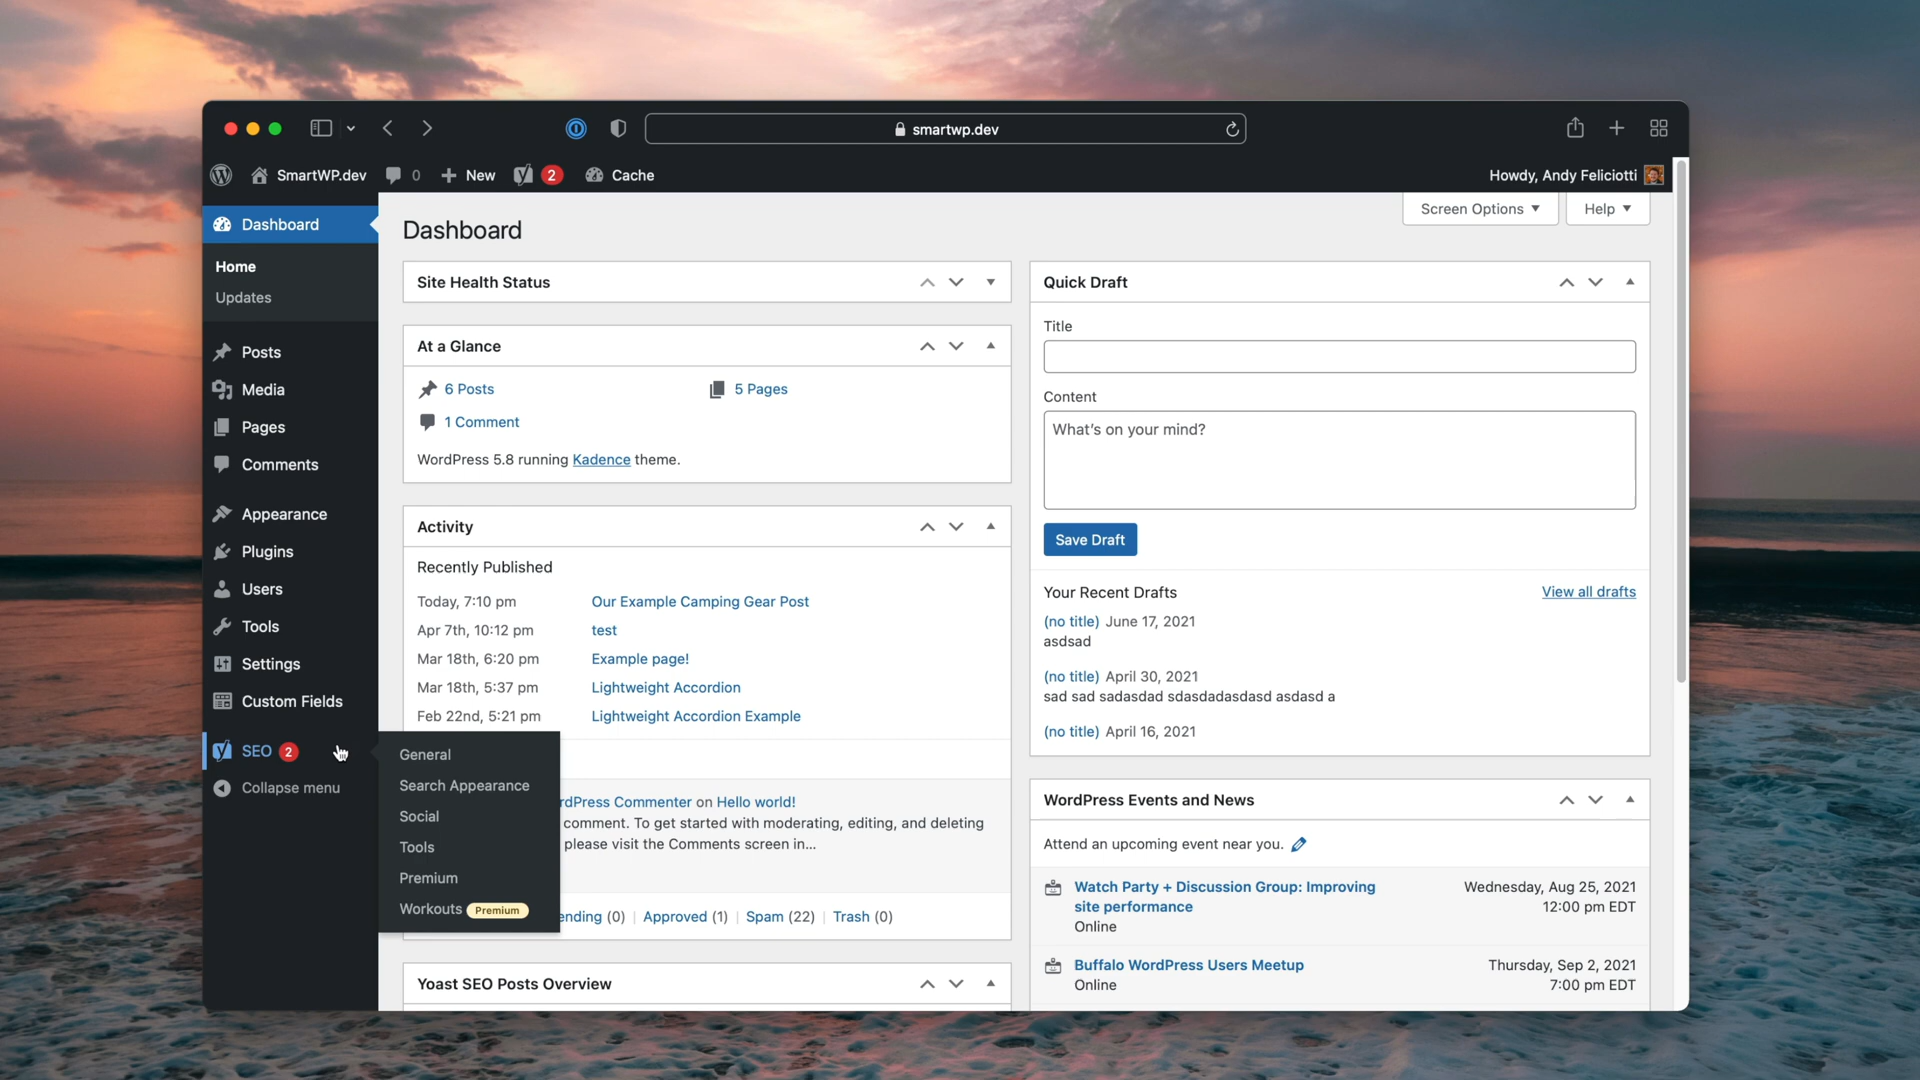 smartwp.dev
SmartWP.dev 0 New 2 Cache Howdy, Andy Feliciotti
Dashboard
Home
Updates
Posts
Media
Pages
Comments
Appearance
Plugins
Users
Tools
Settings
Custom Fields
SEO 2
Collapse menu
General
Search Appearance
Social
Tools
Premium
Workouts Premium
Screen Options Help
Dashboard
Site Health Status
At a Glance
6 Posts 5 Pages
1 Comment
WordPress 5.8 running Kadence theme.
Activity
Recently Published
Today, 7:10 pm Our Example Camping Gear Post
Apr 7th, 10:12 pm test
Mar 18th, 6:20 pm Example page!
Mar 18th, 5:37 pm Lightweight Accordion
Feb 22nd, 5:21 pm Lightweight Accordion Example
rdPress Commenter on Hello world!
comment. To get started with moderating, editing, and deleting
please visit the Comments screen in...
ending (0) | Approved (1) | Spam (22) | Trash (0)
Yoast SEO Posts Overview
Quick Draft
Title
Content
What's on your mind?
Save Draft
Your Recent Drafts View all drafts
(no title) June 17, 2021
asdsad
(no title) April 30, 2021
sad sad sadasdad sdasdadasdasd asdasd a
(no title) April 16, 2021
WordPress Events and News
Attend an upcoming event near you.
Watch Party + Discussion Group: Improving Wednesday, Aug 25, 2021
site performance 12:00 pm EDT
Online
Buffalo WordPress Users Meetup Thursday, Sep 2, 2021
Online 7:00 pm EDT